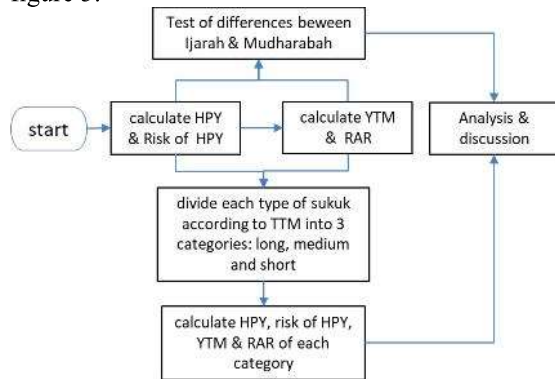 figure 3.
Test of differences beween
Ijarah & Mudharabah
start
calculate HPY
& Risk of HPY
calculate YTM
& RAR
Analysis &
discussion
divide each type of sukuk
according to TTM into 3
categories: long, medium
and short
calculate HPY, risk of HPY,
YTM & RAR of each
category